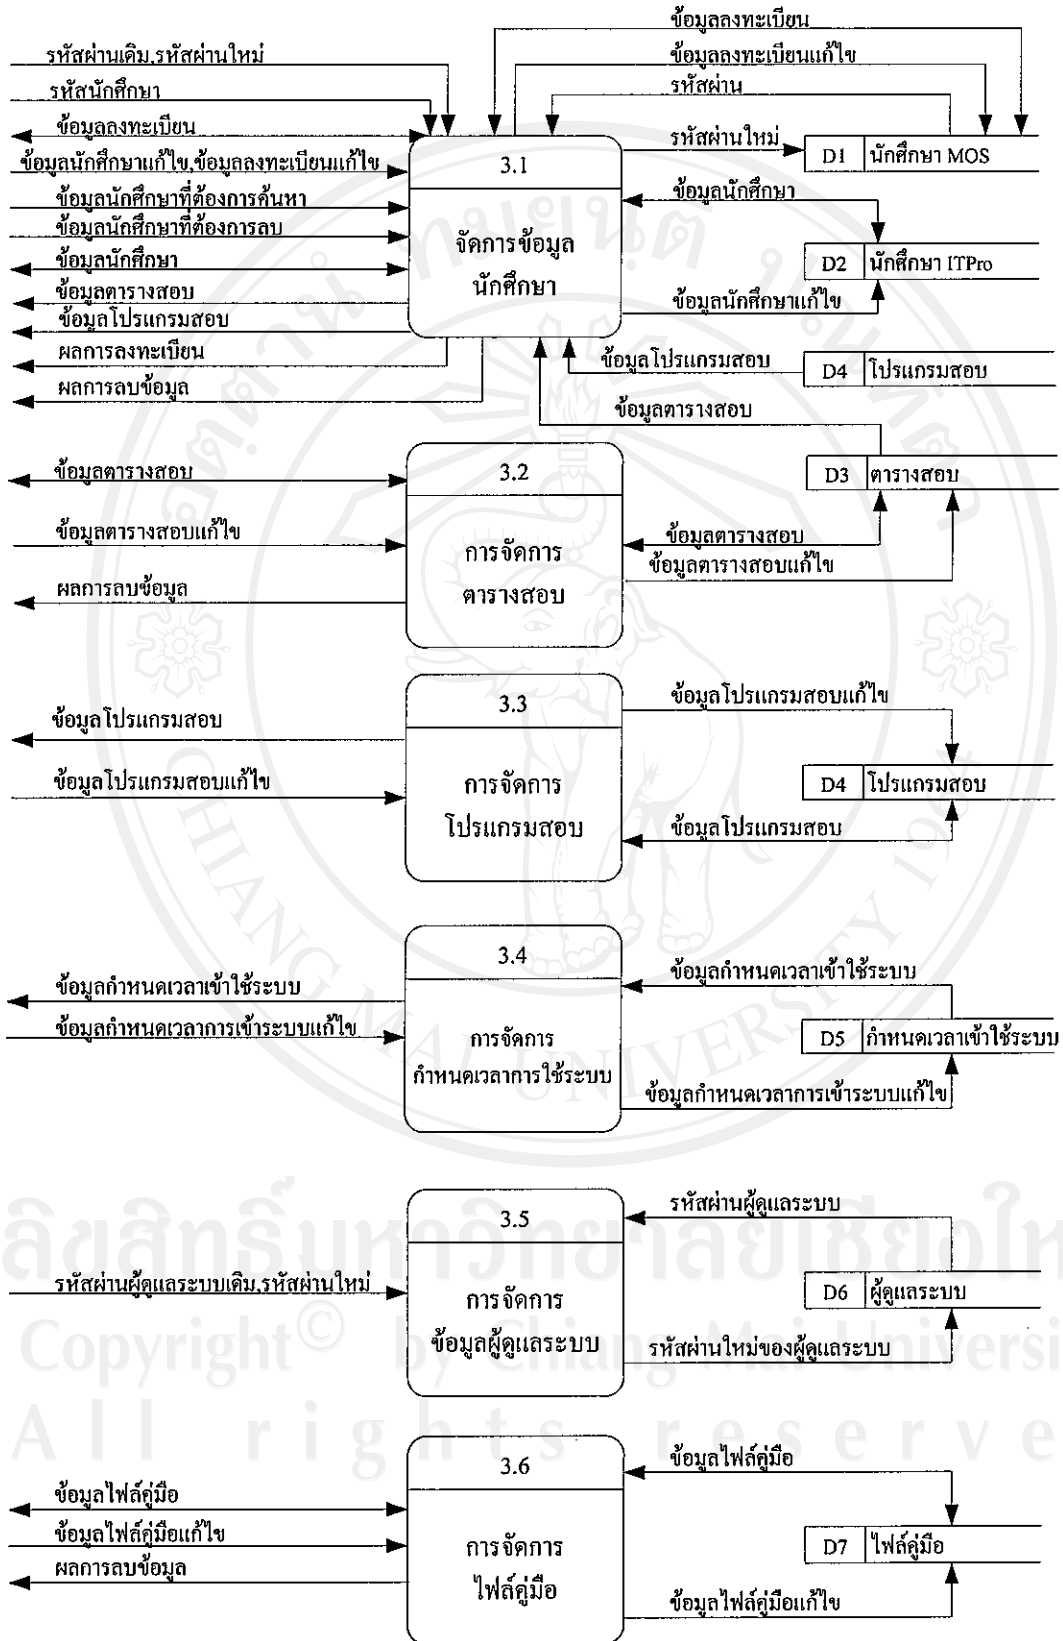 ข้อมูลลงทะเบียน
รหัสผ่านเดิม,รหัสผ่านใหม่
ข้อมูลลงทะเบียนแก้ไข
รหัสนักศึกษา
รหัสผ่าน
ข้อมูลลงทะเบียน
รหัสผ่านใหม่
D1 นักศึกษา MOS
ข้อมูลนักศึกษาแก้ไข,ข้อมูลลงทะเบียนแก้ไข
3.1
ข้อมูลนักศึกษาที่ต้องการค้นหา
ข้อมูลนักศึกษา
ข้อมูลนักศึกษาที่ต้องการลบ
จัดการข้อมูล
นักศึกษา
ข้อมูลนักศึกษา
D2 นักศึกษา ITPro
ข้อมูลตารางสอบ
ข้อมูลนักศึกษาแก้ไข
ข้อมูลโปรแกรมสอบ
ผลการลงทะเบียน
ข้อมูลโปรแกรมสอบ
D4 โปรแกรมสอบ
ผลการลบข้อมูล
ข้อมูลตารางสอบ
3.2
ข้อมูลตารางสอบ
D3 ตารางสอบ
ข้อมูลตารางสอบแก้ไข
การจัดการ
ตารางสอบ
ข้อมูลตารางสอบ
ข้อมูลตารางสอบแก้ไข
ผลการลบข้อมูล
3.3
ข้อมูลโปรแกรมสอบแก้ไข
ข้อมูลโปรแกรมสอบ
ข้อมูลโปรแกรมสอบแก้ไข
การจัดการ
โปรแกรมสอบ
D4 โปรแกรมสอบ
ข้อมูลโปรแกรมสอบ
3.4
ข้อมูลกำหนดเวลาเข้าใช้ระบบ
ข้อมูลกำหนดเวลาเข้าใช้ระบบ
ข้อมูลกำหนดเวลาการเข้าระบบแก้ไข
การจัดการ
กำหนดเวลาการใช้ระบบ
D5 กำหนดเวลาเข้าใช้ระบบ
ข้อมูลกำหนดเวลาการเข้าระบบแก้ไข
CHIANG MAI UNIVERSITY
3.5
รหัสผ่านผู้ดูแลระบบ
รหัสผ่านผู้ดูแลระบบเดิม,รหัสผ่านใหม่
การจัดการ
ข้อมูลผู้ดูแลระบบ
D6 ผู้ดูแลระบบ
รหัสผ่านใหม่ของผู้ดูแลระบบ
ลิขสิทธิ์มหาวิทยาลัยเชียงให
Copyright© by Chiang Mai Universi
All rights reserve
3.6
ข้อมูลไฟล์คู่มือ
ข้อมูลไฟล์คู่มือ
ข้อมูลไฟล์คู่มือแก้ไข
ผลการลบข้อมูล
การจัดการ
ไฟล์คู่มือ
D7 ไฟล์คู่มือ
ข้อมูลไฟล์คู่มือแก้ไข